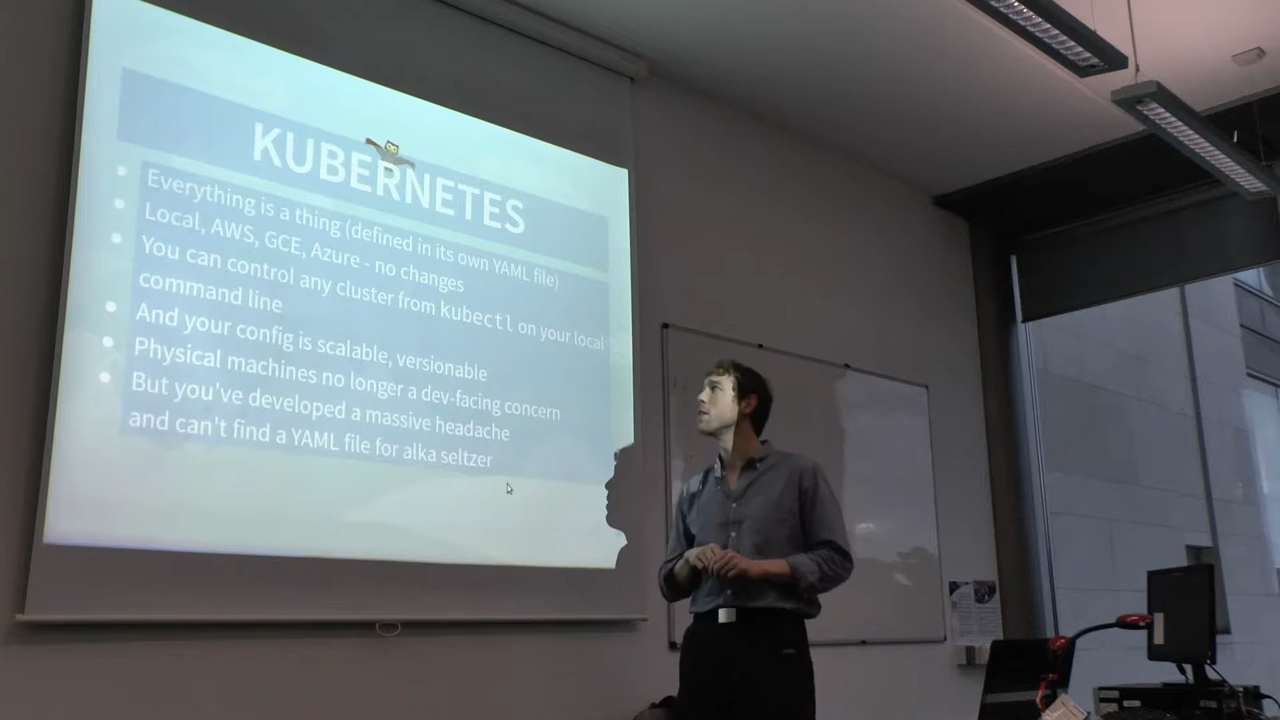 KUBERNETES
Everything is a thing (defined in its own YAML file)
Local, AWS, GCE, Azure - no changes
You can control any cluster from kubectl on your local
command line
And your config is scalable, versionable
Physical machines no longer a dev-facing concern
But you've developed a massive headache
and can't find a YAML file for alka seltzer